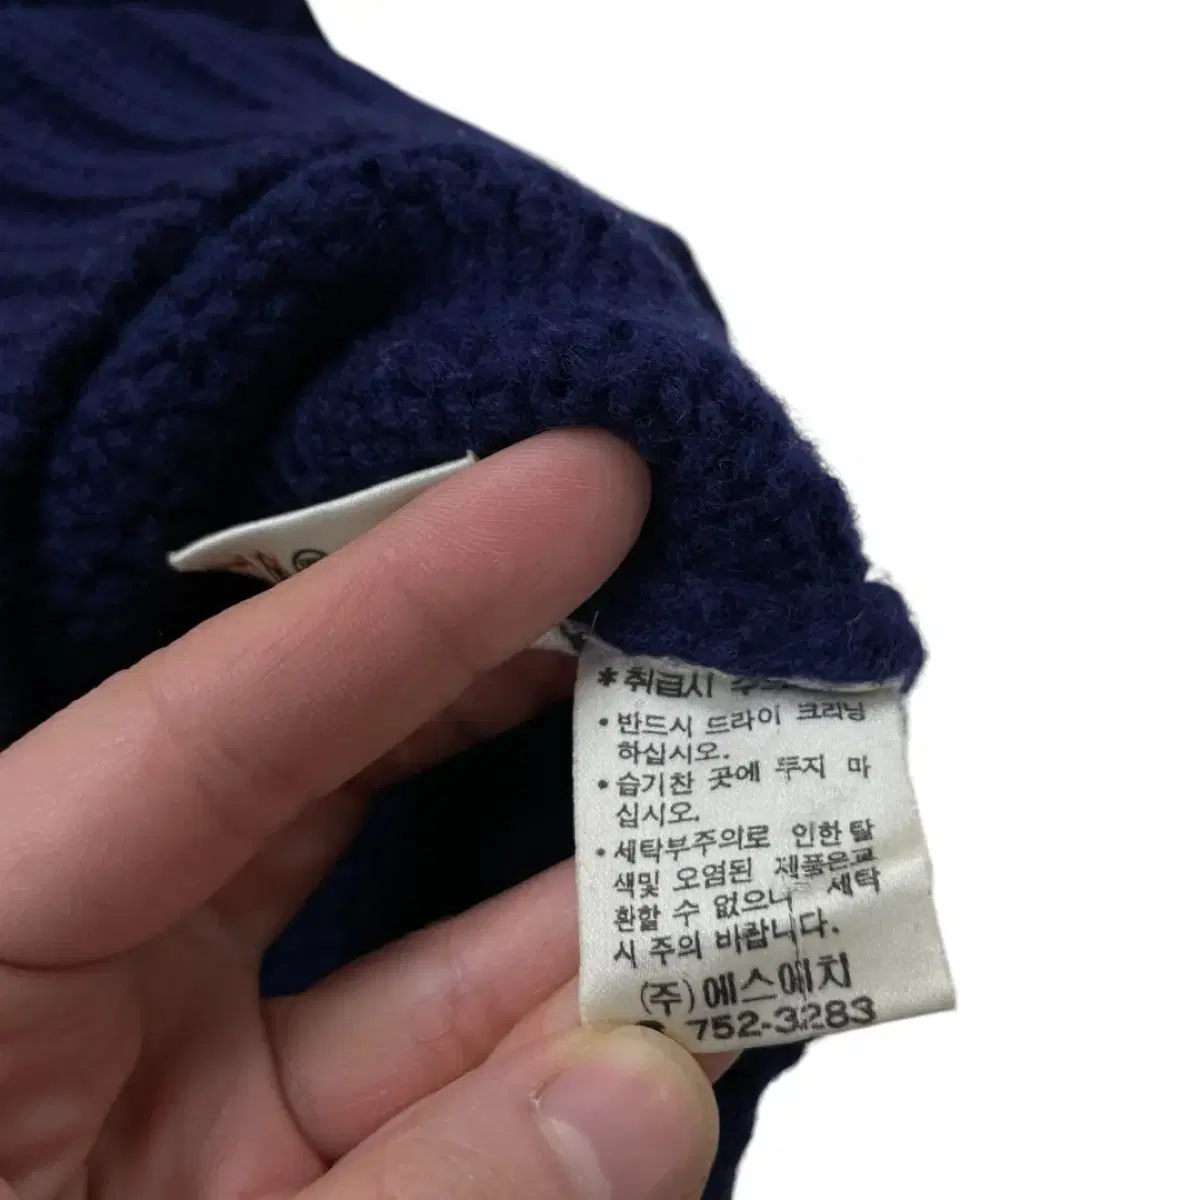 *취급시
• 반드시 드라이 크리닝
하십시오.
• 습기찬 곳에 두지 마
십시오.
• 세탁부주의로 인한 탈
색및 오염된 제품은교
환할 수 없으니 세탁
시 주의 바랍니다.
(주)에스에치
752-3283